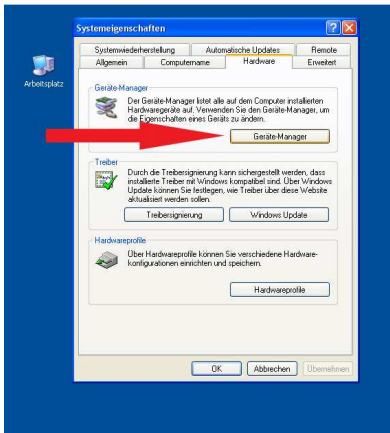 Systemeigenschaften
Arbeitsplatz
Systemwiederherstellung Automatische Updates Remote
Allgemein Computername Hardware Erweitert
Geräte-Manager
Der Geräte-Manager listet alle auf dem Computer installierten
Hardwaregeräte auf. Verwenden Sie den Geräte-Manager, um
die Eigenschaften eines Geräts zu ändern.
Geräte-Manager
Treiber
Durch die Treibersignierung kann sichergestellt werden, dass
installierte Treiber mit Windows kompatibel sind. Über Windows
Update können Sie festlegen, wie Treiber über diese Website
aktualisiert werden sollen.
Treibersignierung Windows Update
Hardwareprofile
Über Hardwareprofile können Sie verschiedene Hardware-
konfigurationen einrichten und speichern.
Hardwareprofile
OK Abbrechen Übernehmen